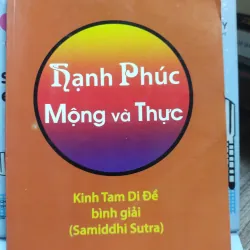 Hạnh Phúc
Mộng và Thực
Kinh Tam Di Đề
bình giải
(Samiddhi Sutra)